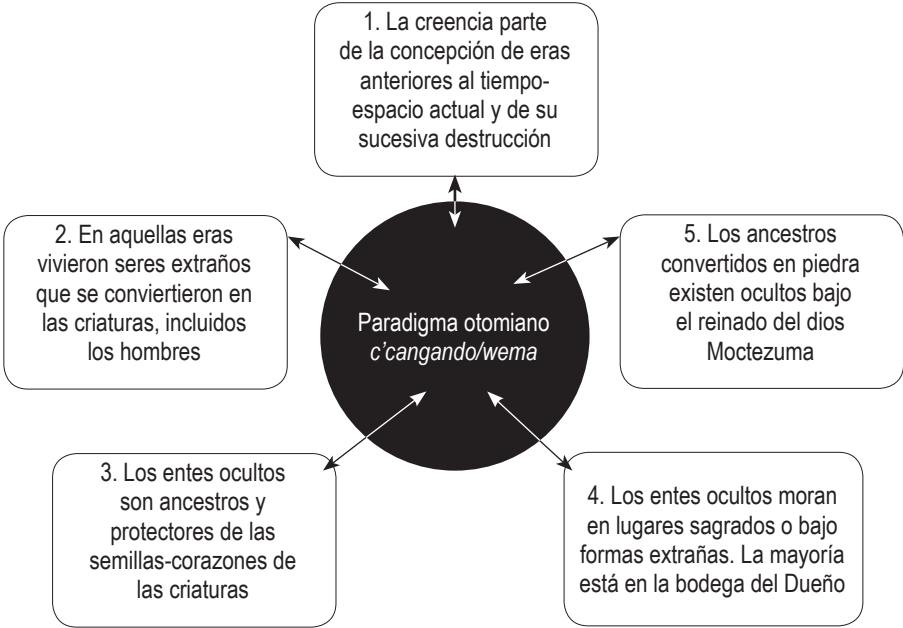 1. La creencia parte
de la concepción de eras
anteriores al tiempo-
espacio actual y de su
sucesiva destrucción
2. En aquellas eras
vivieron seres extraños
que se conviertieron en
las criaturas, incluidos
los hombres
5. Los ancestros
convertidos en piedra
existen ocultos bajo
el reinado del dios
Moctezuma
Paradigma otomiano
c'cangando/wema
3. Los entes ocultos
son ancestros y
protectores de las
semillas-corazones de
las criaturas
4. Los entes ocultos moran
en lugares sagrados o bajo
formas extrañas. La mayoría
está en la bodega del Dueño